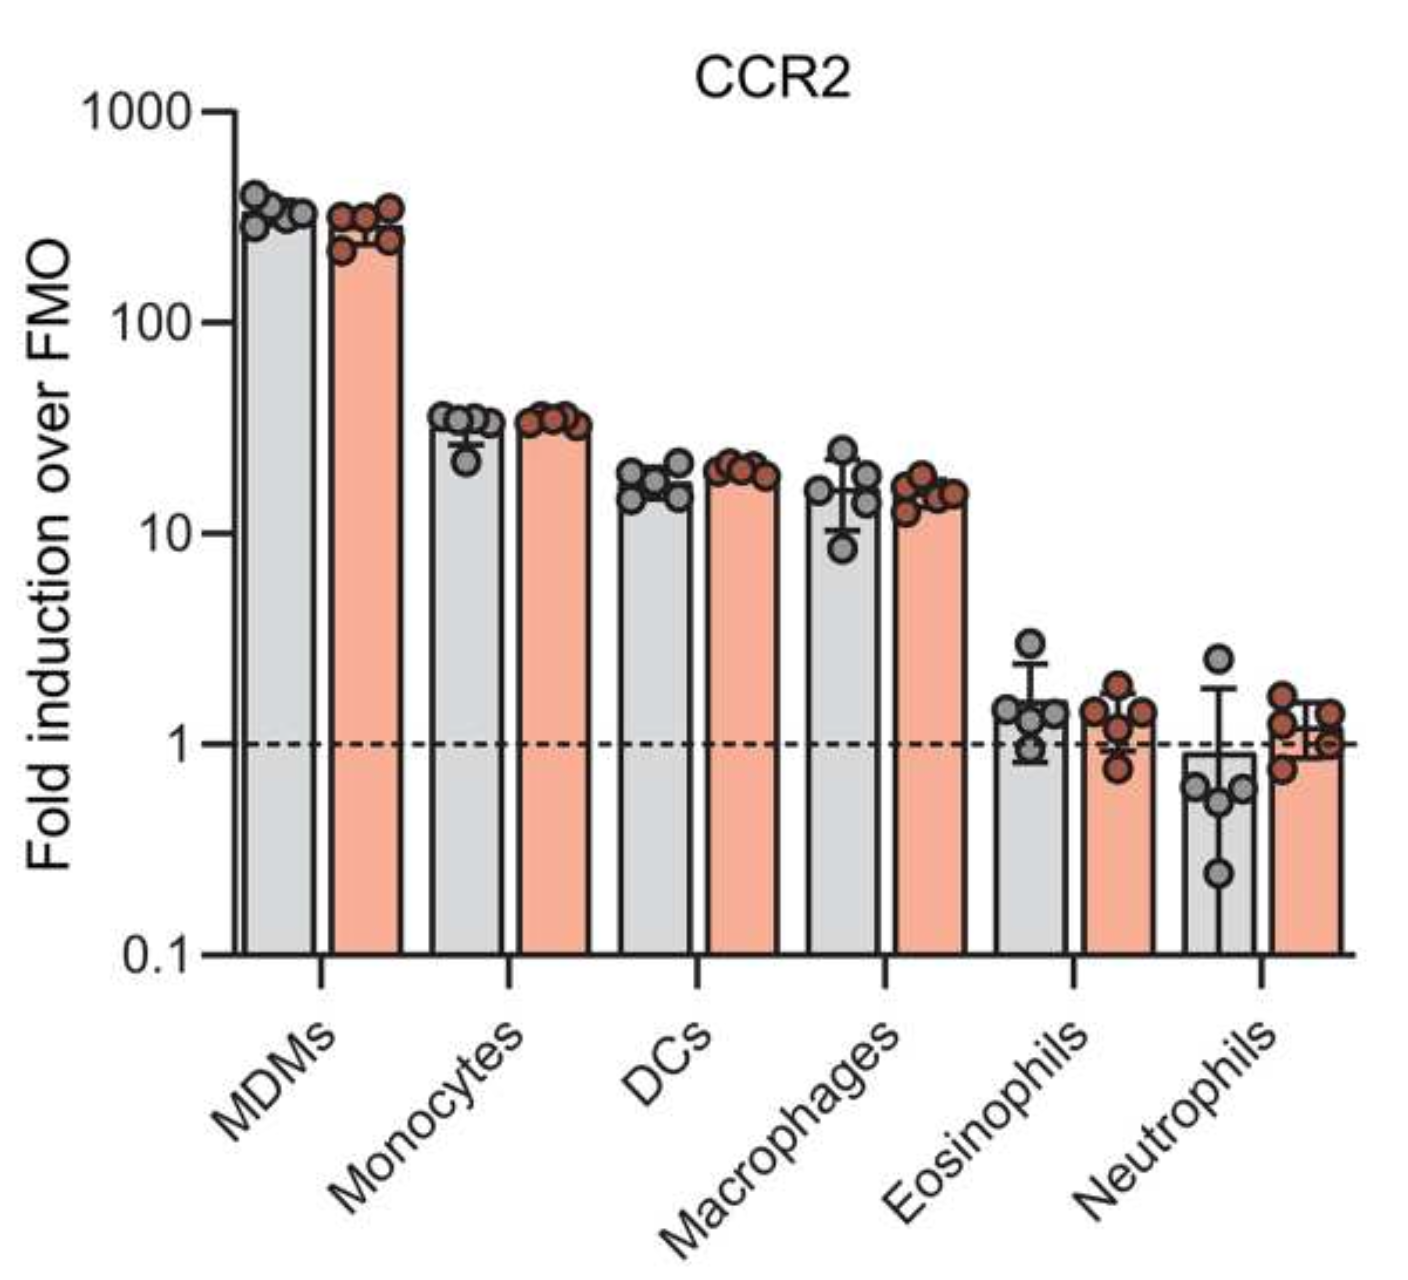 CCR2
Fold induction over FMO
1000
100
10
1
0.1
MDMs
Monocytes
DCs
Macrophages
Eosinophils
Neutrophils